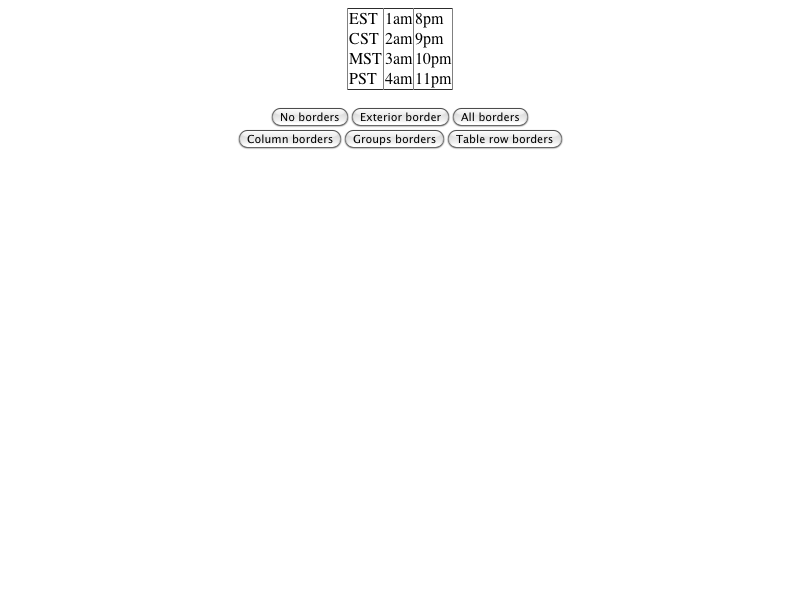 EST 1am 8pm
CST 2am 9pm
MST 3am 10pm
PST 4am 11pm
No borders Exterior border All borders
Column borders Groups borders Table row borders